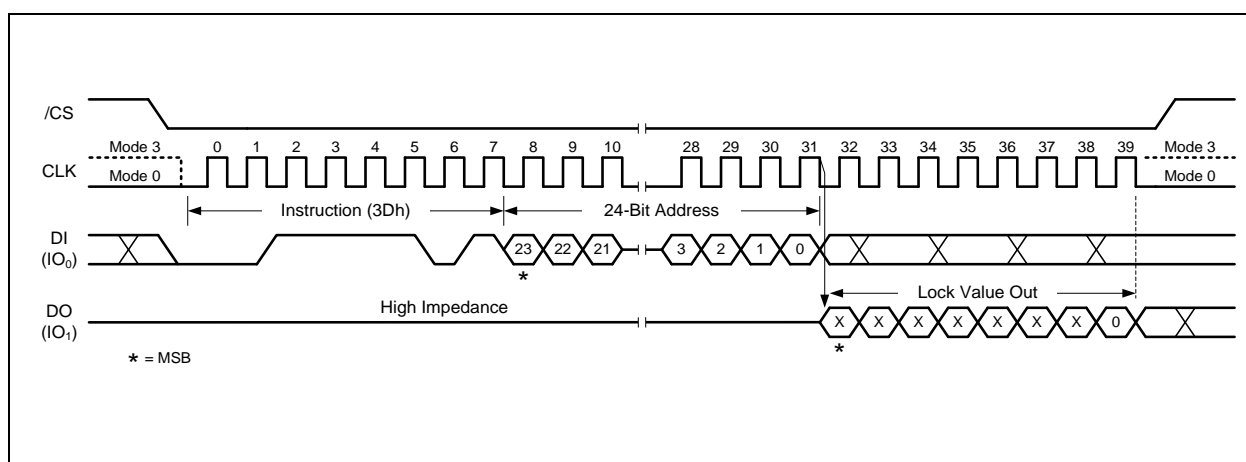 /CS
Mode 3 0 1 2 3 4 5 6 7 8 9 10 28 29 30 31 32 33 34 35 36 37 38 39 Mode 3
CLK
Mode 0 Mode 0
Instruction (3Dh) 24-Bit Address
DI
(IO₀)
23 22 21 3 2 1 0
*
Lock Value Out
High Impedance
DO
(IO₁)
X X X X X X X 0
*
* = MSB